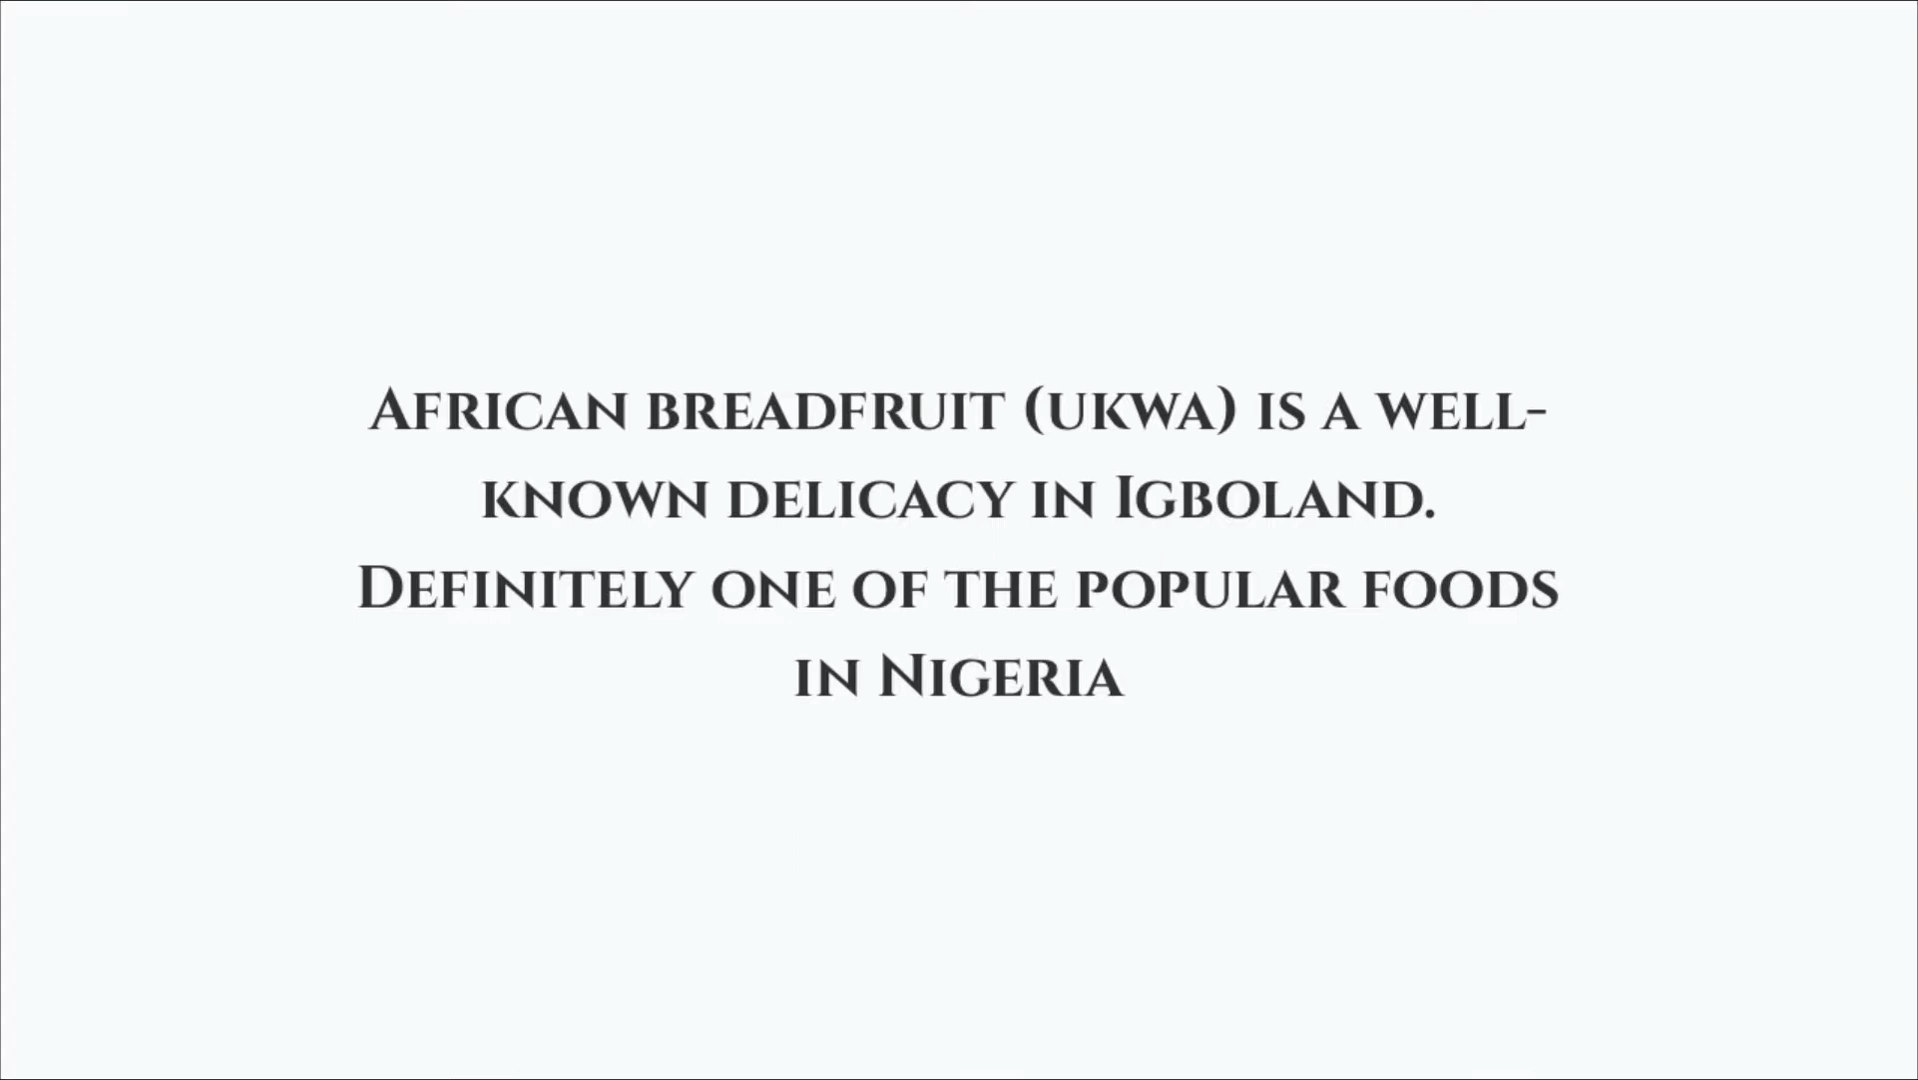 African breadfruit (ukwa) is a well-
known delicacy in Igboland.
Definitely one of the popular foods
in Nigeria